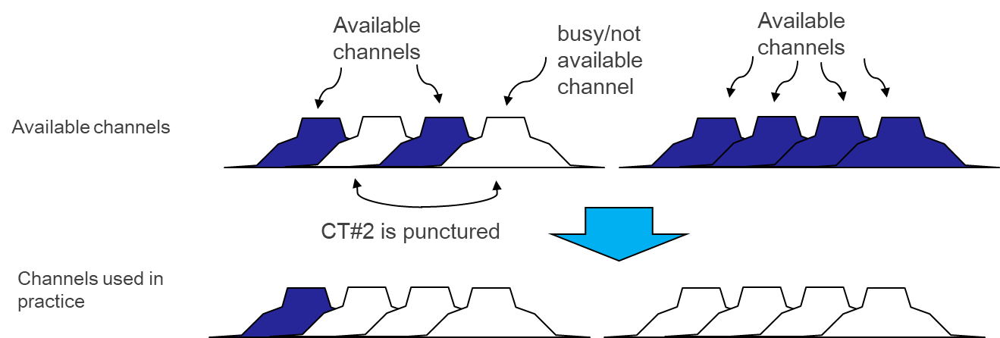 Available
channels
busy/not
available
channel
Available
channels
Available channels
CT#2 is punctured
Channels used in
practice